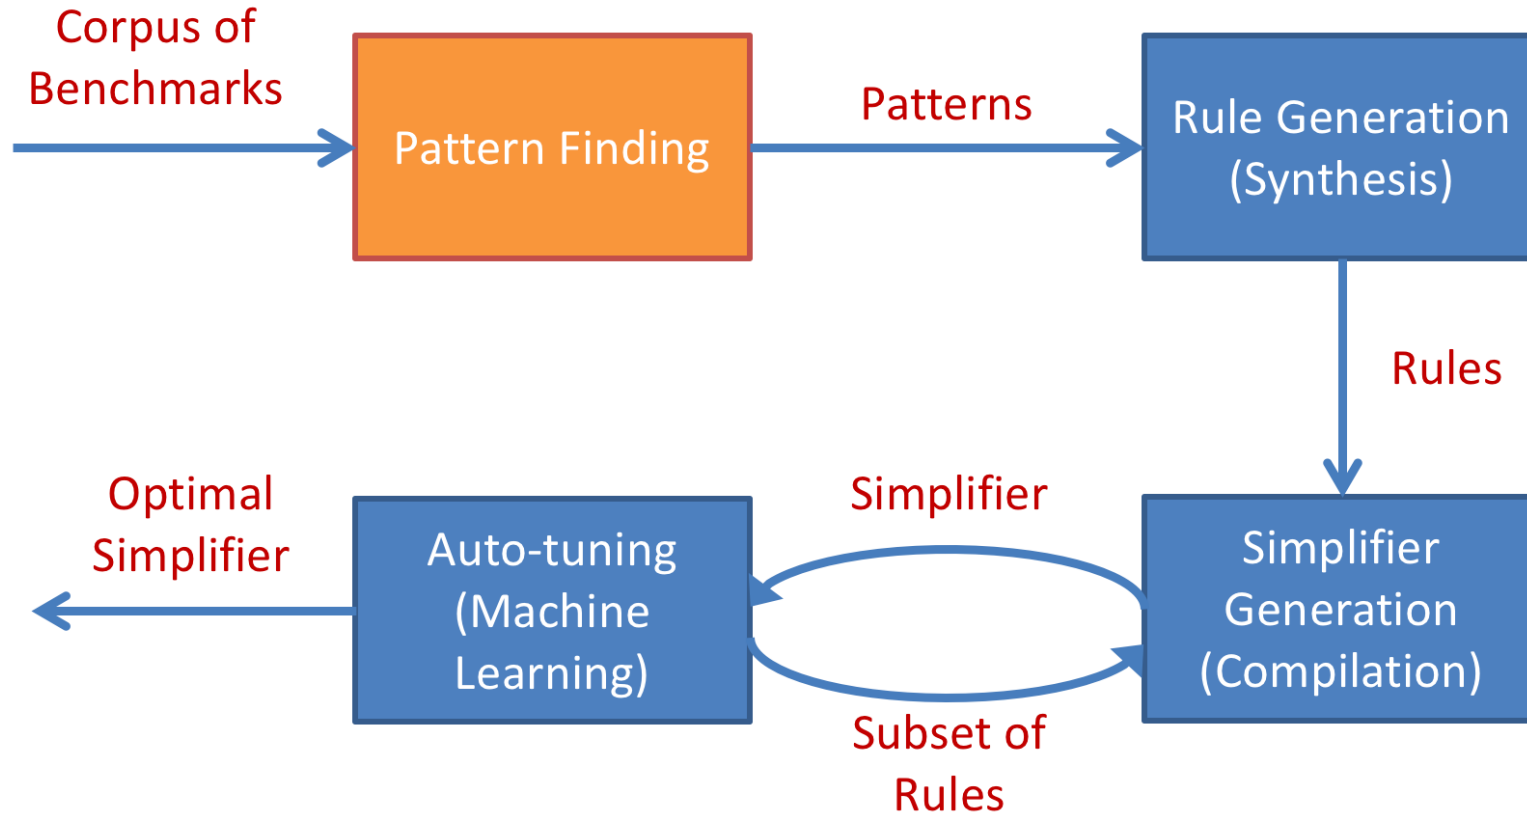 Corpus of
Benchmarks
Pattern Finding
Patterns
Rule Generation
(Synthesis)
Rules
Optimal
Simplifier
Auto-tuning
(Machine
Learning)
Simplifier
Subset of
Rules
Simplifier
Generation
(Compilation)